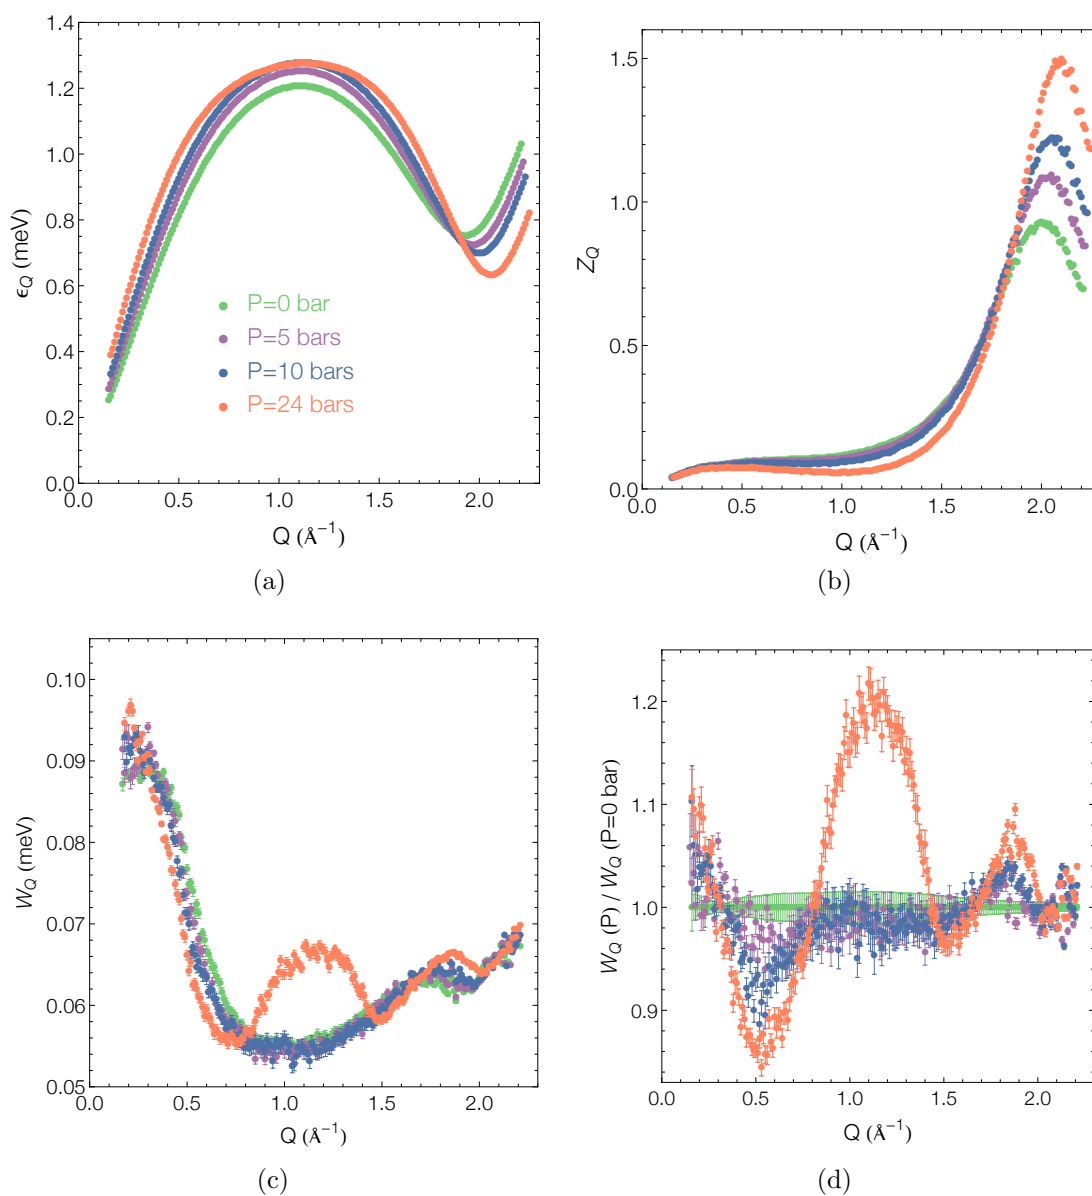 1.4
1.2
1.0
0.8
0.6
0.4
0.2
0.0
ϵ_Q (meV)
P=0 bar
P=5 bars
P=10 bars
P=24 bars
0.0 0.5 1.0 1.5 2.0
Q (Å⁻¹)
(a)
1.5
1.0
0.5
0.0
Z_Q
0.0 0.5 1.0 1.5 2.0
Q (Å⁻¹)
(b)
0.10
0.09
0.08
0.07
0.06
0.05
W_Q (meV)
0.0 0.5 1.0 1.5 2.0
Q (Å⁻¹)
(c)
1.2
1.1
1.0
0.9
W_Q (P) / W_Q (P=0 bar)
0.0 0.5 1.0 1.5 2.0
Q (Å⁻¹)
(d)